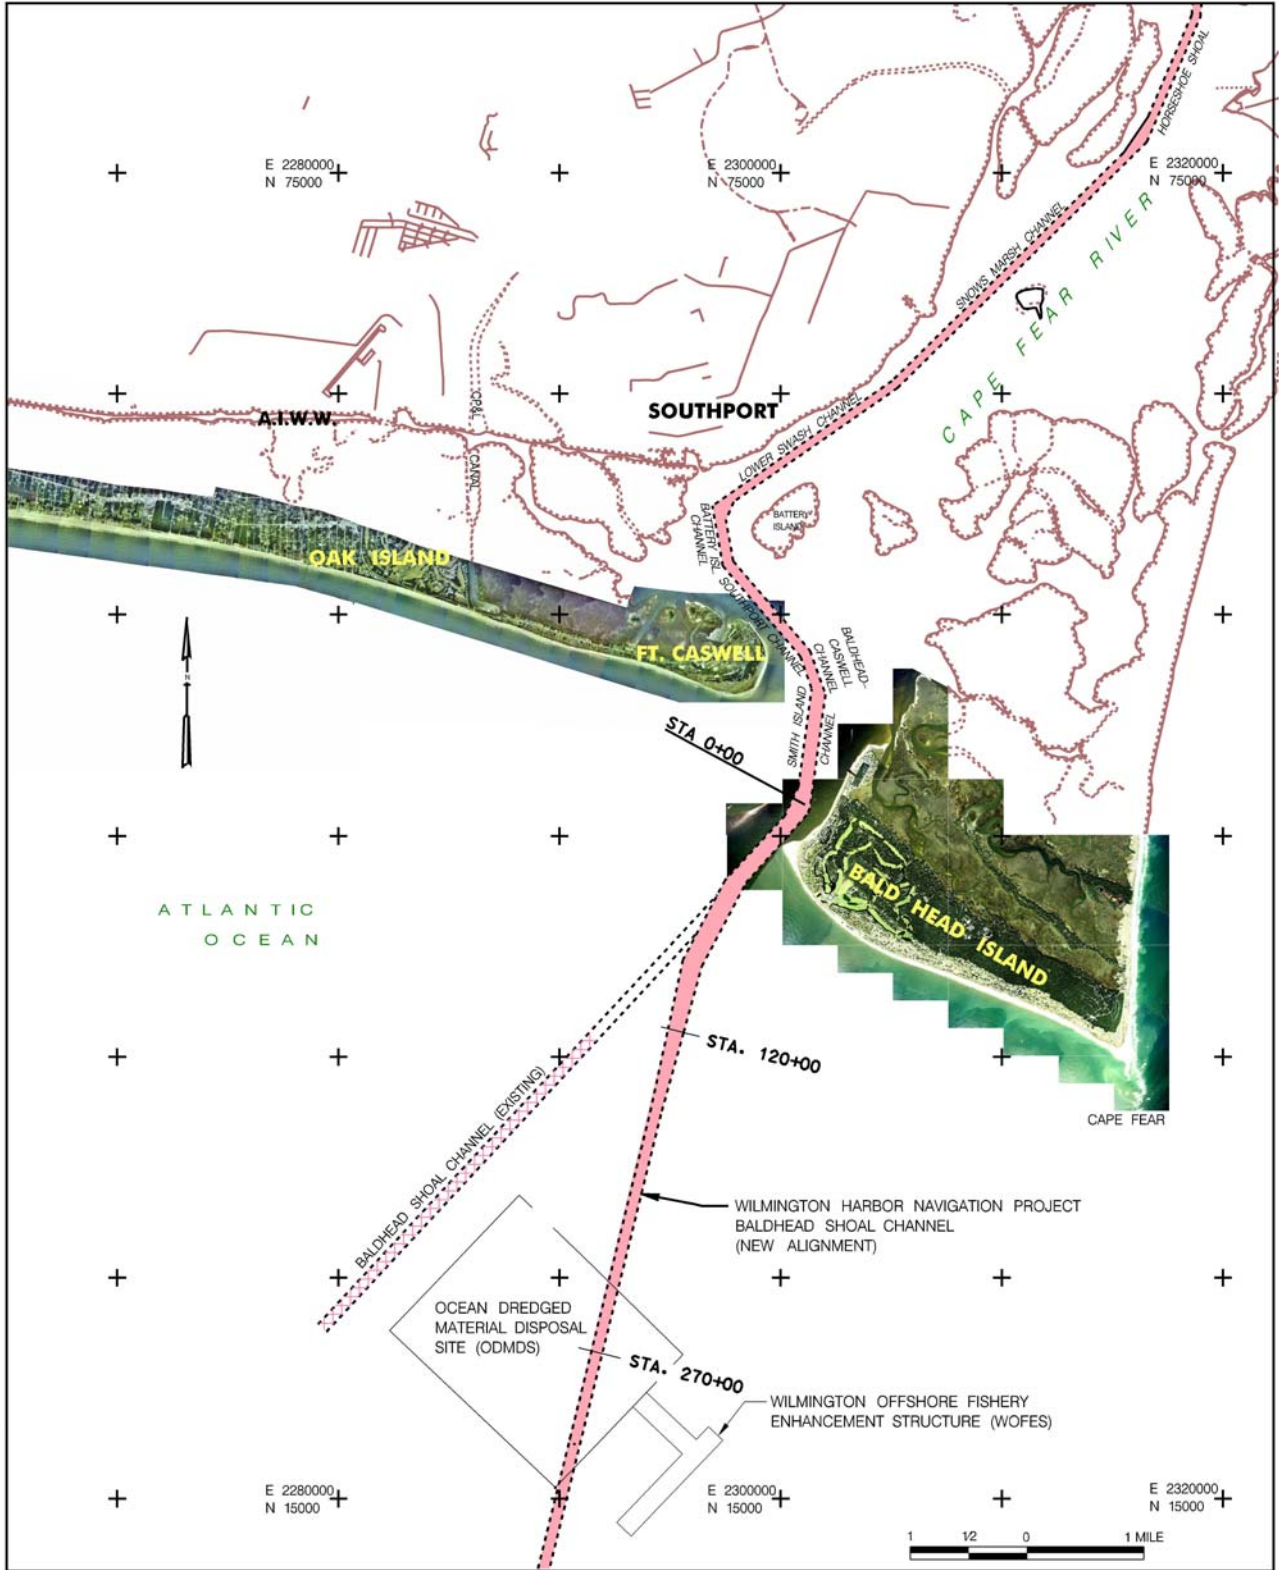 HORSESHOE SHOAL
E 2280000
N 75000
E 2300000
N 75000
E 2320000
N 75000
SNOWS MARSH CHANNEL
CAPE FEAR RIVER
A.I.W.W.
CP&L
CANAL
SOUTHPORT
LOWER SWASH CHANNEL
BATTERY
ISLAND
BATTERY ISL.
CHANNEL
OAK ISLAND
SOUTHPORT CHANNEL
FT. CASWELL
BALDHEAD-
CASWELL
CHANNEL
SMITH ISLAND
CHANNEL
N
STA 0+00
BALD HEAD ISLAND
ATLANTIC
OCEAN
STA. 120+00
BALDHEAD SHOAL CHANNEL (EXISTING)
CAPE FEAR
WILMINGTON HARBOR NAVIGATION PROJECT
BALDHEAD SHOAL CHANNEL
(NEW ALIGNMENT)
OCEAN DREDGED
MATERIAL DISPOSAL
SITE (ODMDS)
STA. 270+00
WILMINGTON OFFSHORE FISHERY
ENHANCEMENT STRUCTURE (WOFES)
E 2280000
N 15000
E 2300000
N 15000
E 2320000
N 15000
1 1/2 0 1 MILE